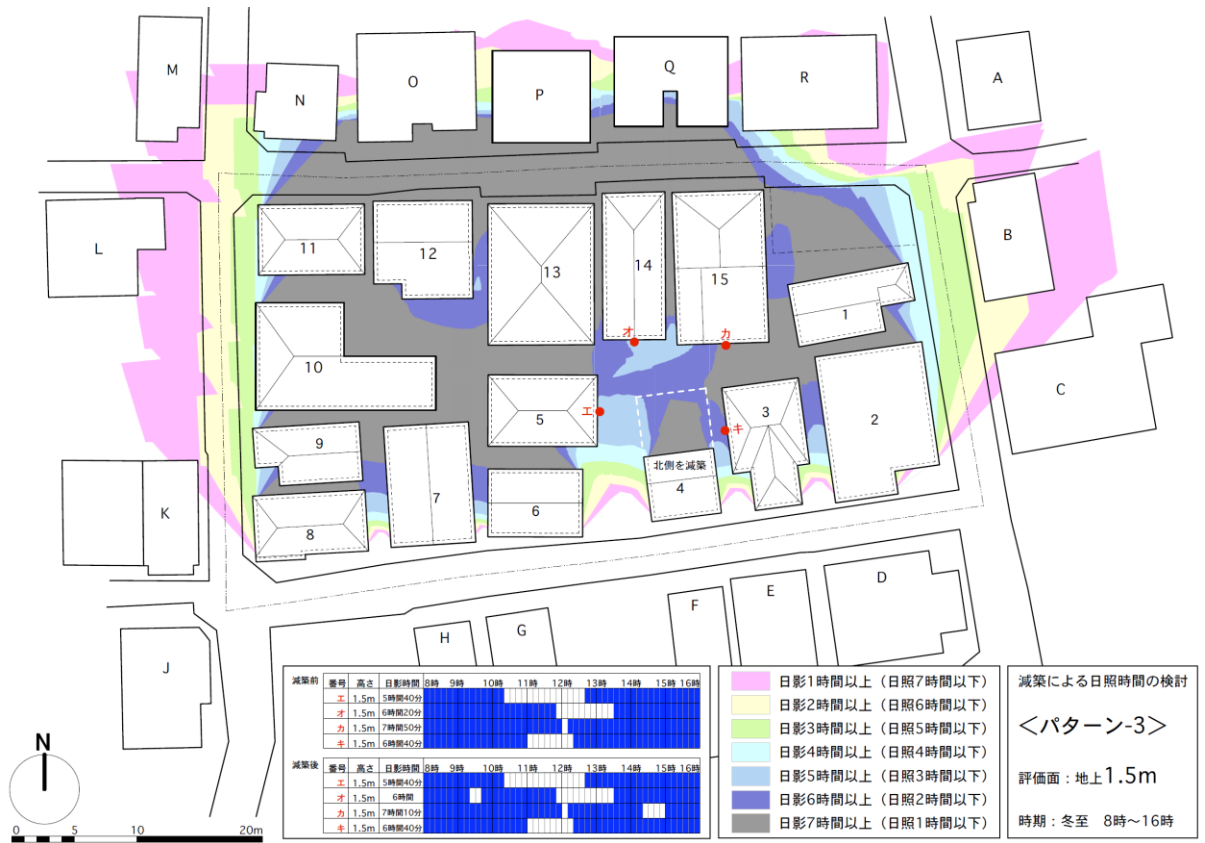 M
N
O
P
Q
R
A
L
B
11
12
13
14
15
1
オ
カ
10
5
エ
3
キ
2
C
9
7
北側を減築
4
6
8
K
J
H
G
F
E
D
N
0 5 10 20m
減築前 番号 高さ 日影時間 8時 9時 10時 11時 12時 13時 14時 15時 16時
エ 1.5m 5時間40分
オ 1.5m 6時間20分
カ 1.5m 7時間50分
キ 1.5m 6時間40分
減築後 番号 高さ 日影時間 8時 9時 10時 11時 12時 13時 14時 15時 16時
エ 1.5m 5時間40分
オ 1.5m 6時間
カ 1.5m 7時間10分
キ 1.5m 6時間40分
日影1時間以上（日照7時間以下）
日影2時間以上（日照6時間以下）
日影3時間以上（日照5時間以下）
日影4時間以上（日照4時間以下）
日影5時間以上（日照3時間以下）
日影6時間以上（日照2時間以下）
日影7時間以上（日照1時間以下）
減築による日照時間の検討
＜パターン-3＞
評価面：地上1.5m
時期：冬至 8時〜16時